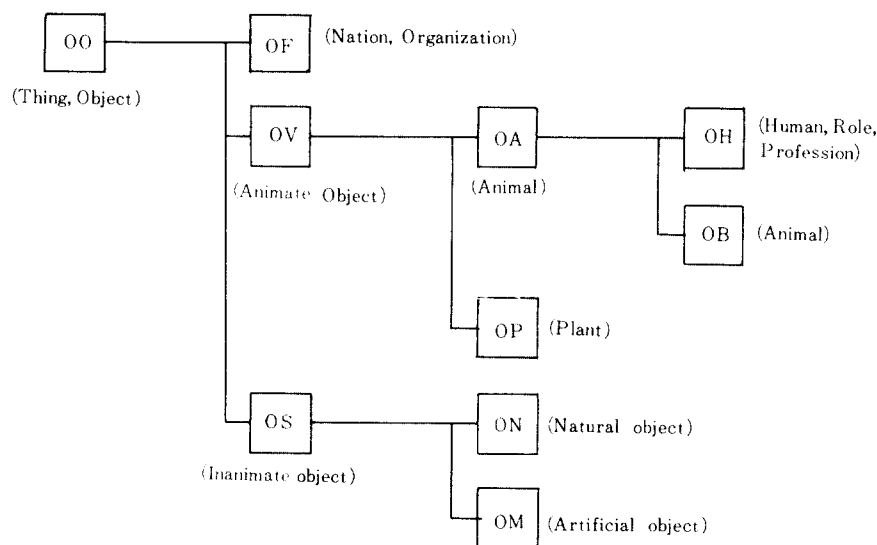 OO
(Thing, Object)
OF
(Nation, Organization)
OV
(Animate Object)
OA
(Animal)
OH
(Human, Role,
Profession)
OB
(Animal)
OP
(Plant)
OS
(Inanimate object)
ON
(Natural object)
OM
(Artificial object)